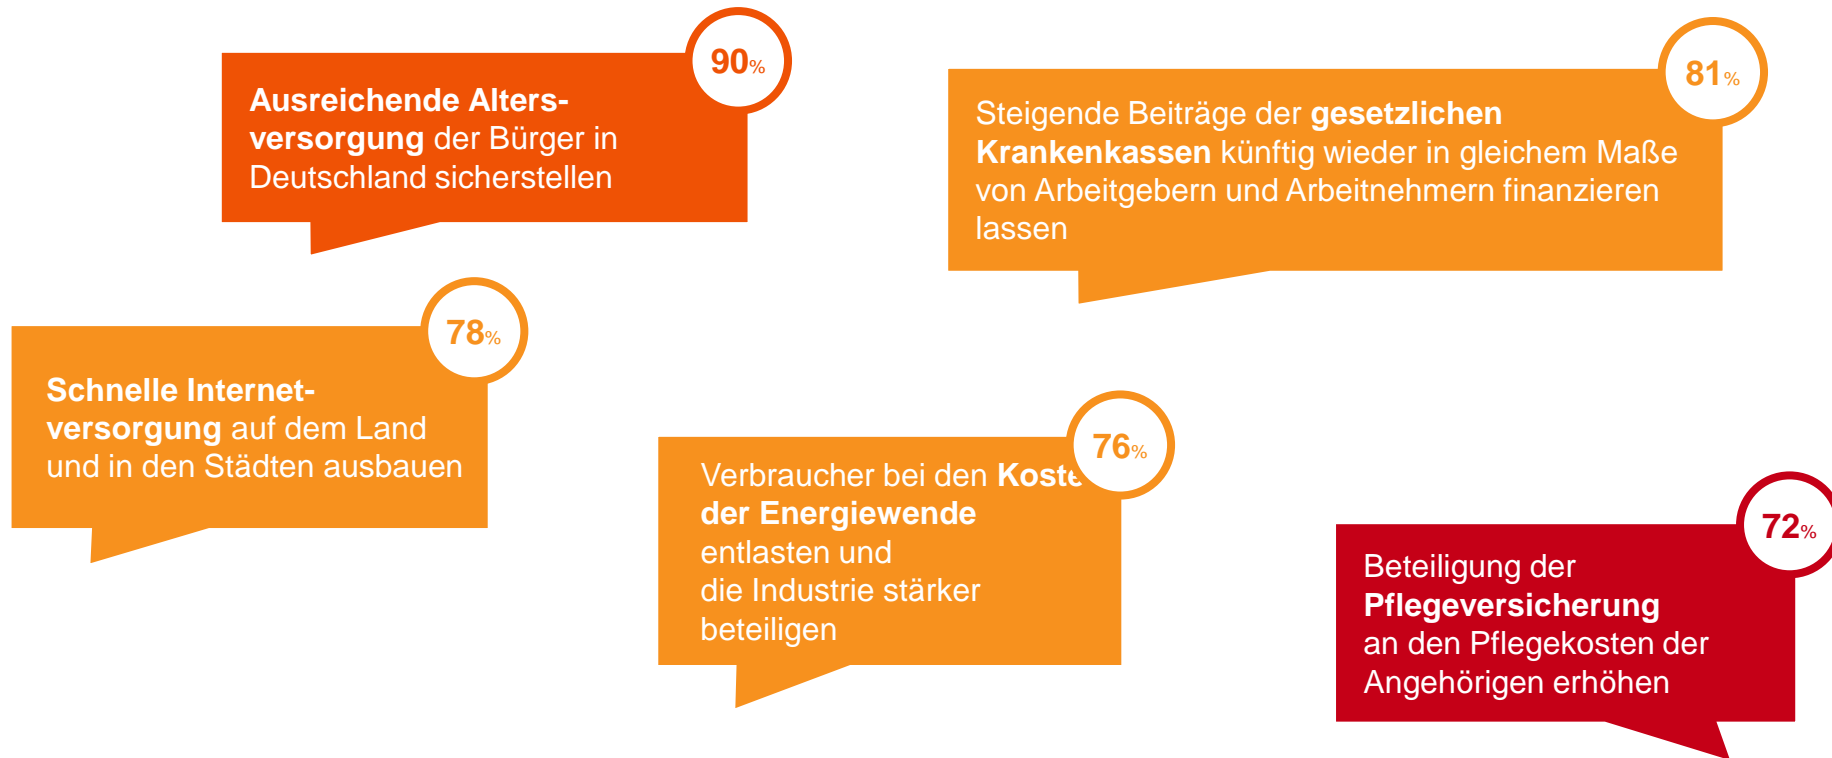 90%
Ausreichende Alters-
versorgung der Bürger in
Deutschland sicherstellen
81%
Steigende Beiträge der gesetzlichen
Krankenkassen künftig wieder in gleichem Maße
von Arbeitgebern und Arbeitnehmern finanzieren
lassen
78%
Schnelle Internet-
versorgung auf dem Land
und in den Städten ausbauen
76%
Verbraucher bei den
der Energiewende
entlasten und
die Industrie stärker
beteiligen
72%
Beteiligung der
Pflegeversicherung
an den Pflegekosten der
Angehörigen erhöhen